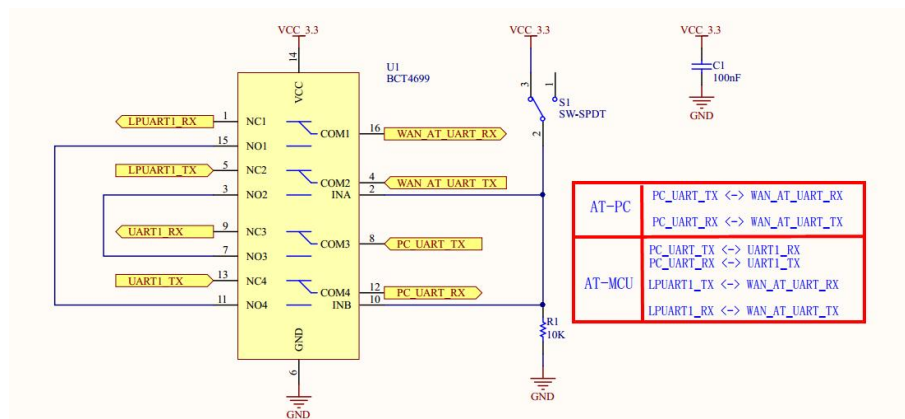 VCC_3.3
VCC_3.3
VCC_3.3
14
VCC
U1
BCT4699
3
1
S1
SW-SPDT
2
C1
100nF
GND
LPUART1_RX
1
NC1
15
NO1
COM1
16
WAN_AT_UART_RX
LPUART1_TX
5
NC2
3
NO2
COM2
4
WAN_AT_UART_TX
INA
2
UART1_RX
9
NC3
7
NO3
COM3
8
PC_UART_TX
UART1_TX
13
NC4
11
NO4
COM4
12
PC_UART_RX
INB
10
GND
6
GND
R1
10K
GND
AT-PC
PC_UART_TX <-> WAN_AT_UART_RX
PC_UART_RX <-> WAN_AT_UART_TX
AT-MCU
PC_UART_TX <-> UART1_RX
PC_UART_RX <-> UART1_TX
LPUART1_TX <-> WAN_AT_UART_RX
LPUART1_RX <-> WAN_AT_UART_TX